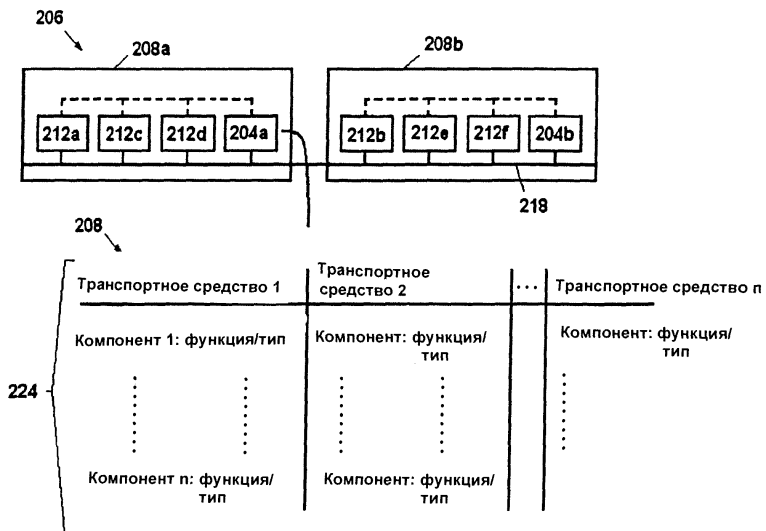 206
208a
208b
212a 212c 212d 204a
212b 212e 212f 204b
218
208
Транспортное средство 1
Транспортное
средство 2
...
Транспортное средство n
Компонент 1: функция/тип
Компонент: функция/
тип
Компонент: функция/
тип
224
Компонент n: функция/
тип
Компонент: функция/
тип